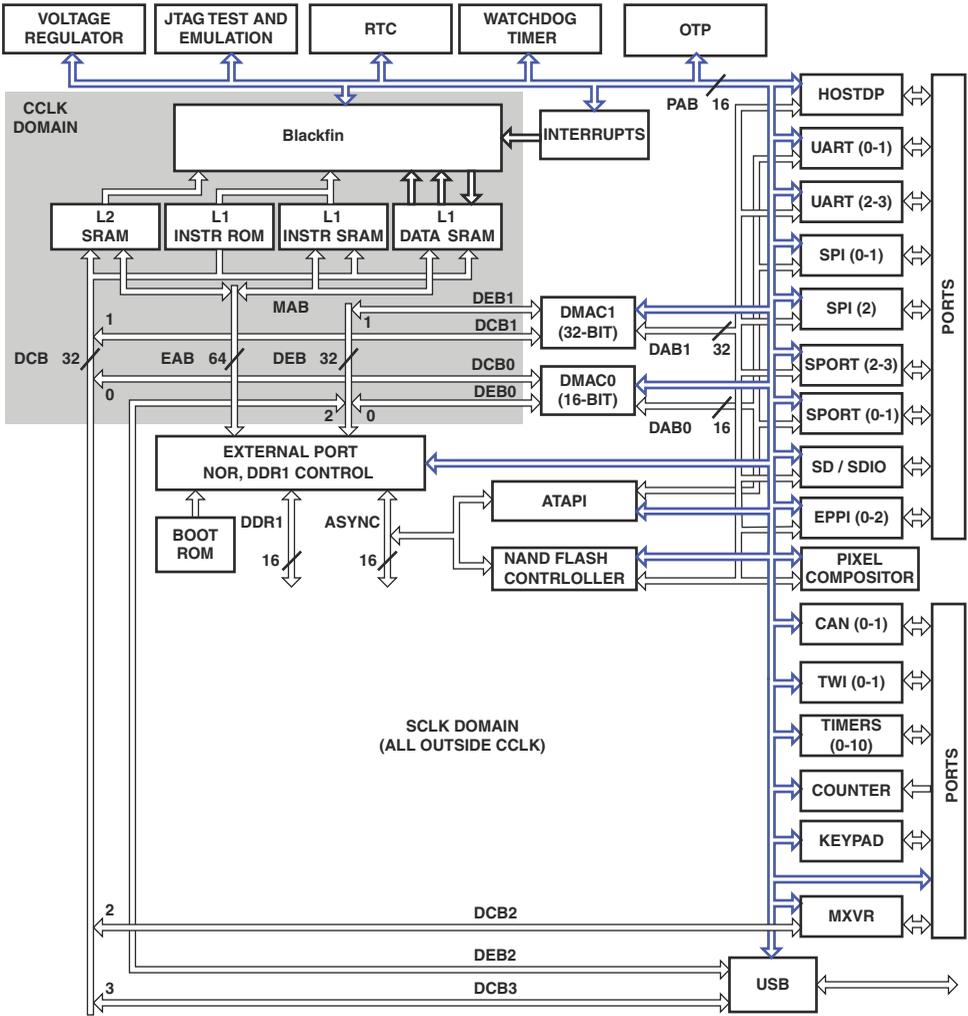 VOLTAGE
REGULATOR
JTAG TEST AND
EMULATION
RTC
WATCHDOG
TIMER
OTP
CCLK
DOMAIN
Blackfin
INTERRUPTS
PAB
16
HOSTDP
UART (0-1)
L2
SRAM
L1
INSTR ROM
L1
INSTR SRAM
L1
DATA SRAM
UART (2-3)
SPI (0-1)
PORTS
MAB
DEB1
1
1
DCB1
DMAC1
(32-BIT)
SPI (2)
DCB
32
EAB
64
DEB
32
DAB1
32
DCB0
0
DMAC0
(16-BIT)
SPORT (2-3)
DEB0
2
0
DAB0
16
SPORT (0-1)
EXTERNAL PORT
NOR, DDR1 CONTROL
SD / SDIO
ATAPI
EPPI (0-2)
BOOT
ROM
DDR1
16
ASYNC
16
NAND FLASH
CONTRLOLLER
PIXEL
COMPOSITOR
CAN (0-1)
TWI (0-1)
SCLK DOMAIN
(ALL OUTSIDE CCLK)
TIMERS
(0-10)
PORTS
COUNTER
KEYPAD
2
DCB2
MXVR
DEB2
3
DCB3
USB